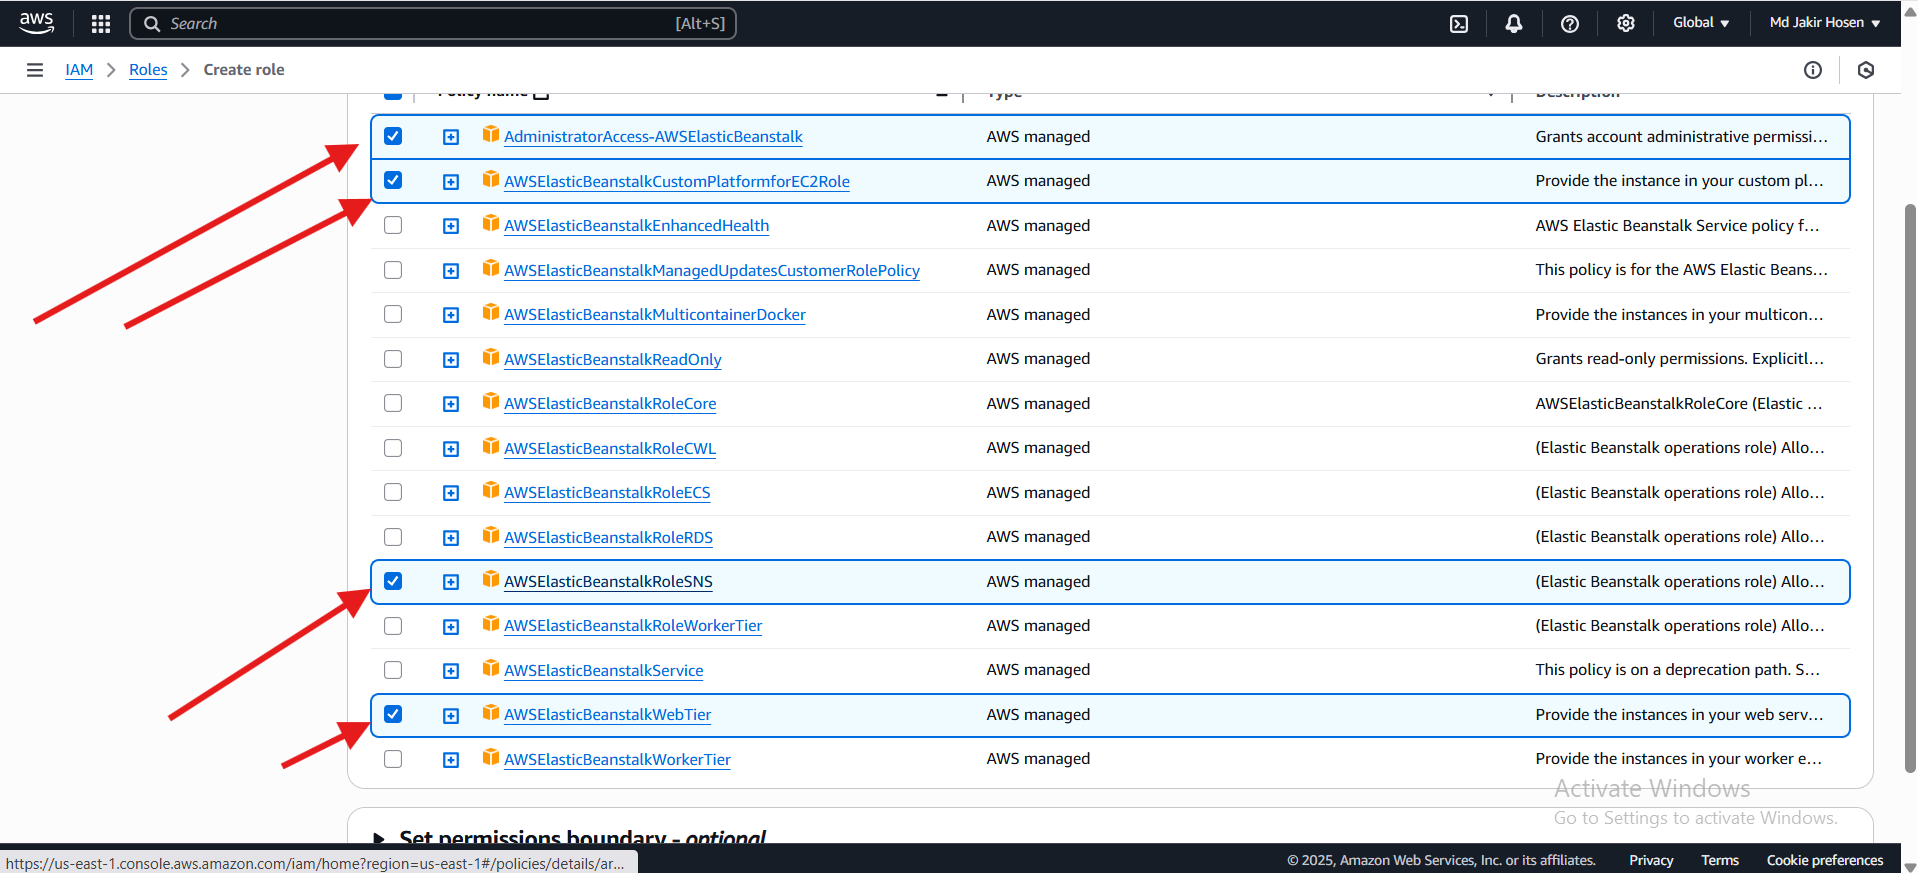 aws Search [Alt+S] Global Md Jakir Hosen
IAM Roles Create role
Policy name Type Description
AdministratorAccess-AWSElasticBeanstalk AWS managed Grants account administrative permissi...
AWSElasticBeanstalkCustomPlatformforEC2Role AWS managed Provide the instance in your custom pl...
AWSElasticBeanstalkEnhancedHealth AWS managed AWS Elastic Beanstalk Service policy f...
AWSElasticBeanstalkManagedUpdatesCustomerRolePolicy AWS managed This policy is for the AWS Elastic Beans...
AWSElasticBeanstalkMulticontainerDocker AWS managed Provide the instances in your multicon...
AWSElasticBeanstalkReadOnly AWS managed Grants read-only permissions. Explicitl...
AWSElasticBeanstalkRoleCore AWS managed AWSElasticBeanstalkRoleCore (Elastic ...
AWSElasticBeanstalkRoleCWL AWS managed (Elastic Beanstalk operations role) Allo...
AWSElasticBeanstalkRoleECS AWS managed (Elastic Beanstalk operations role) Allo...
AWSElasticBeanstalkRoleRDS AWS managed (Elastic Beanstalk operations role) Allo...
AWSElasticBeanstalkRoleSNS AWS managed (Elastic Beanstalk operations role) Allo...
AWSElasticBeanstalkRoleWorkerTier AWS managed (Elastic Beanstalk operations role) Allo...
AWSElasticBeanstalkService AWS managed This policy is on a deprecation path. S...
AWSElasticBeanstalkWebTier AWS managed Provide the instances in your web serv...
AWSElasticBeanstalkWorkerTier AWS managed Provide the instances in your worker e...
Activate Windows
Go to Settings to activate Windows.
Set permissions boundary - optional
https://us-east-1.console.aws.amazon.com/iam/home?region=us-east-1#/policies/details/ar... © 2025, Amazon Web Services, Inc. or its affiliates. Privacy Terms Cookie preferences